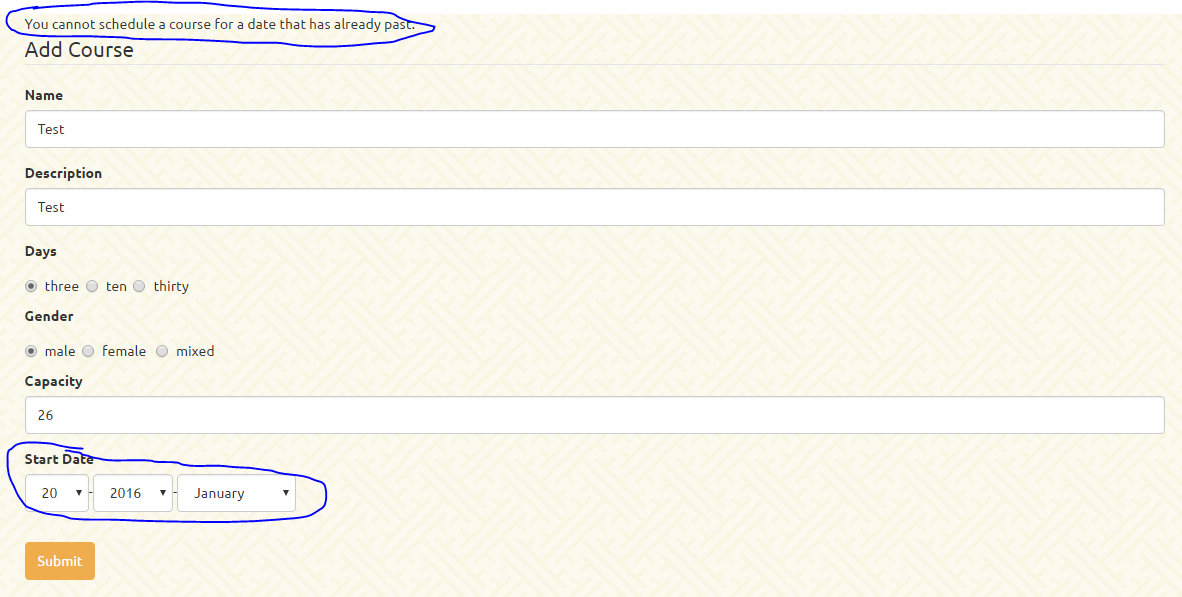 You cannot schedule a course for a date that has already past.
Add Course
Name
Test
Description
Test
Days
three ten thirty
Gender
male female mixed
Capacity
26
Start Date
20 - 2016 - January
Submit